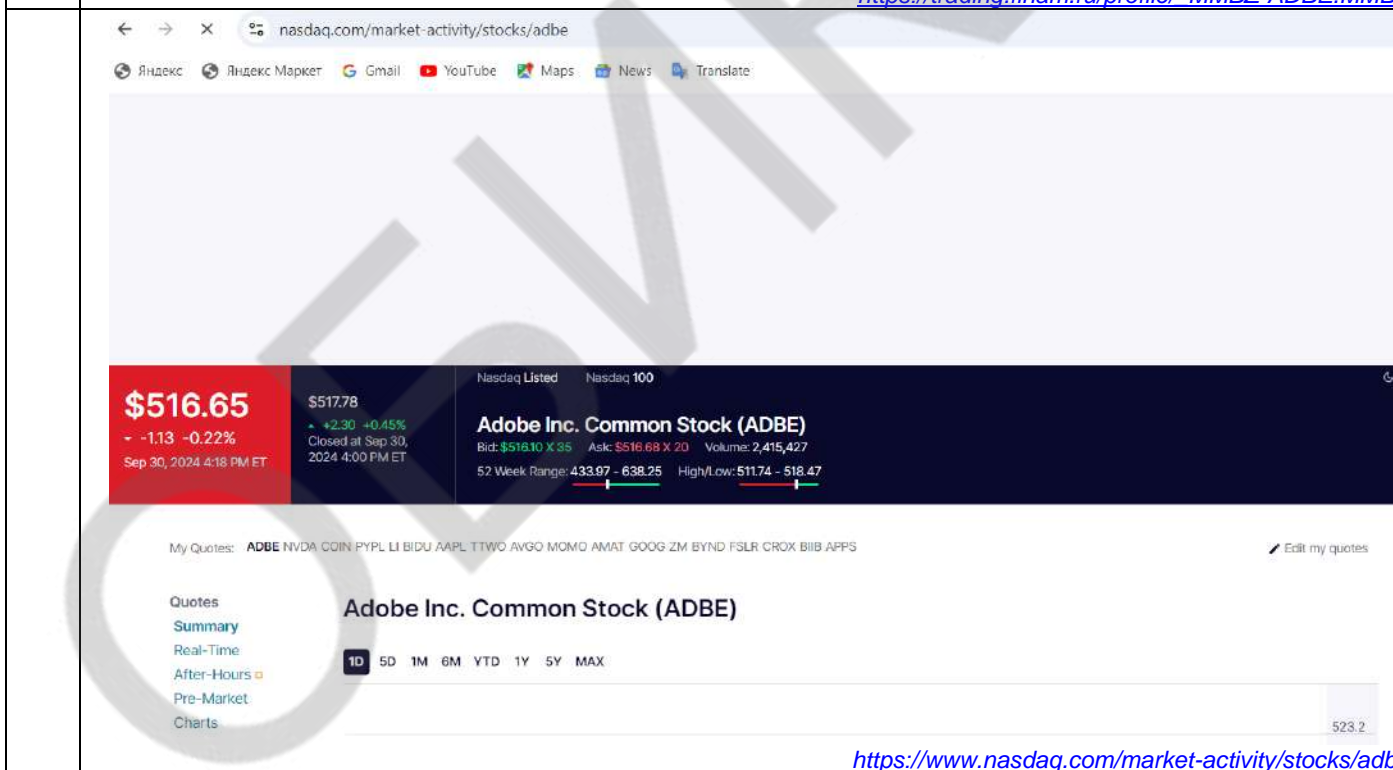 https://trading.finam.ru/profile/
nasdaq.com/market-activity/stocks/adbe
Яндекс Яндекс Маркет Gmail YouTube Maps News Translate
Nasdaq Listed Nasdaq 100
$516.65
-1.13 -0.22%
Sep 30, 2024 4:18 PM ET
$517.78
+2.30 +0.45%
Closed at Sep 30,
2024 4:00 PM ET
Adobe Inc. Common Stock (ADBE)
Bid: $516.10 X 35 Ask: $516.68 X 20 Volume: 2,415,427
52 Week Range: 433.97 - 638.25 High/Low: 511.74 - 518.47
My Quotes: ADBE NVDA COIN PYPL LI BIDU AAPL TTWO AVGO MOMO AMAT GOOG ZM BYND FSLR CROX BIIB APPS
Edit my quotes
Quotes
Summary
Real-Time
After-Hours
Pre-Market
Charts
Adobe Inc. Common Stock (ADBE)
1D 5D 1M 6M YTD 1Y 5Y MAX
523.2
https://www.nasdaq.com/market-activity/stocks/adb